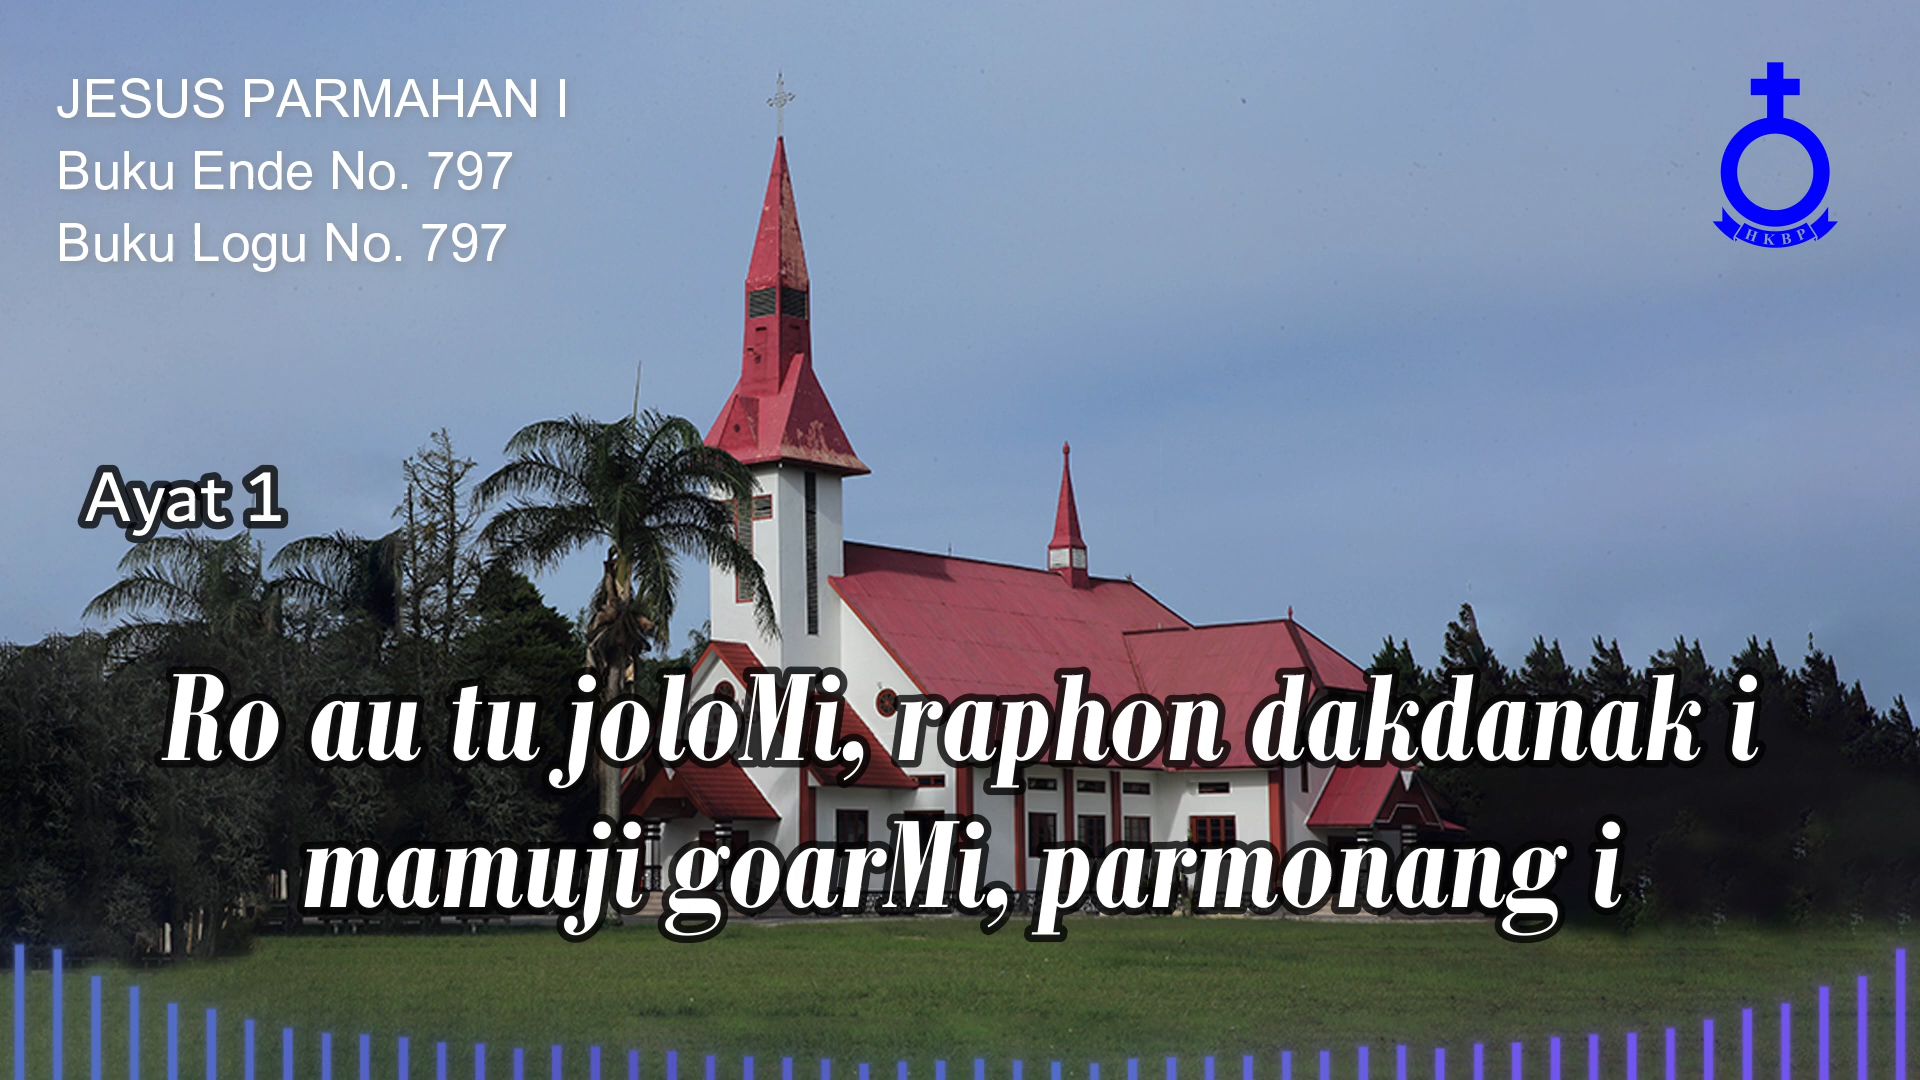 JESUS PARMAHAN I
Buku Ende No. 797
Buku Logu No. 797
HKBP
Ayat 1
Ro au tu joloMi, raphon dakdanak i
mamuji goarMi, parmonang i